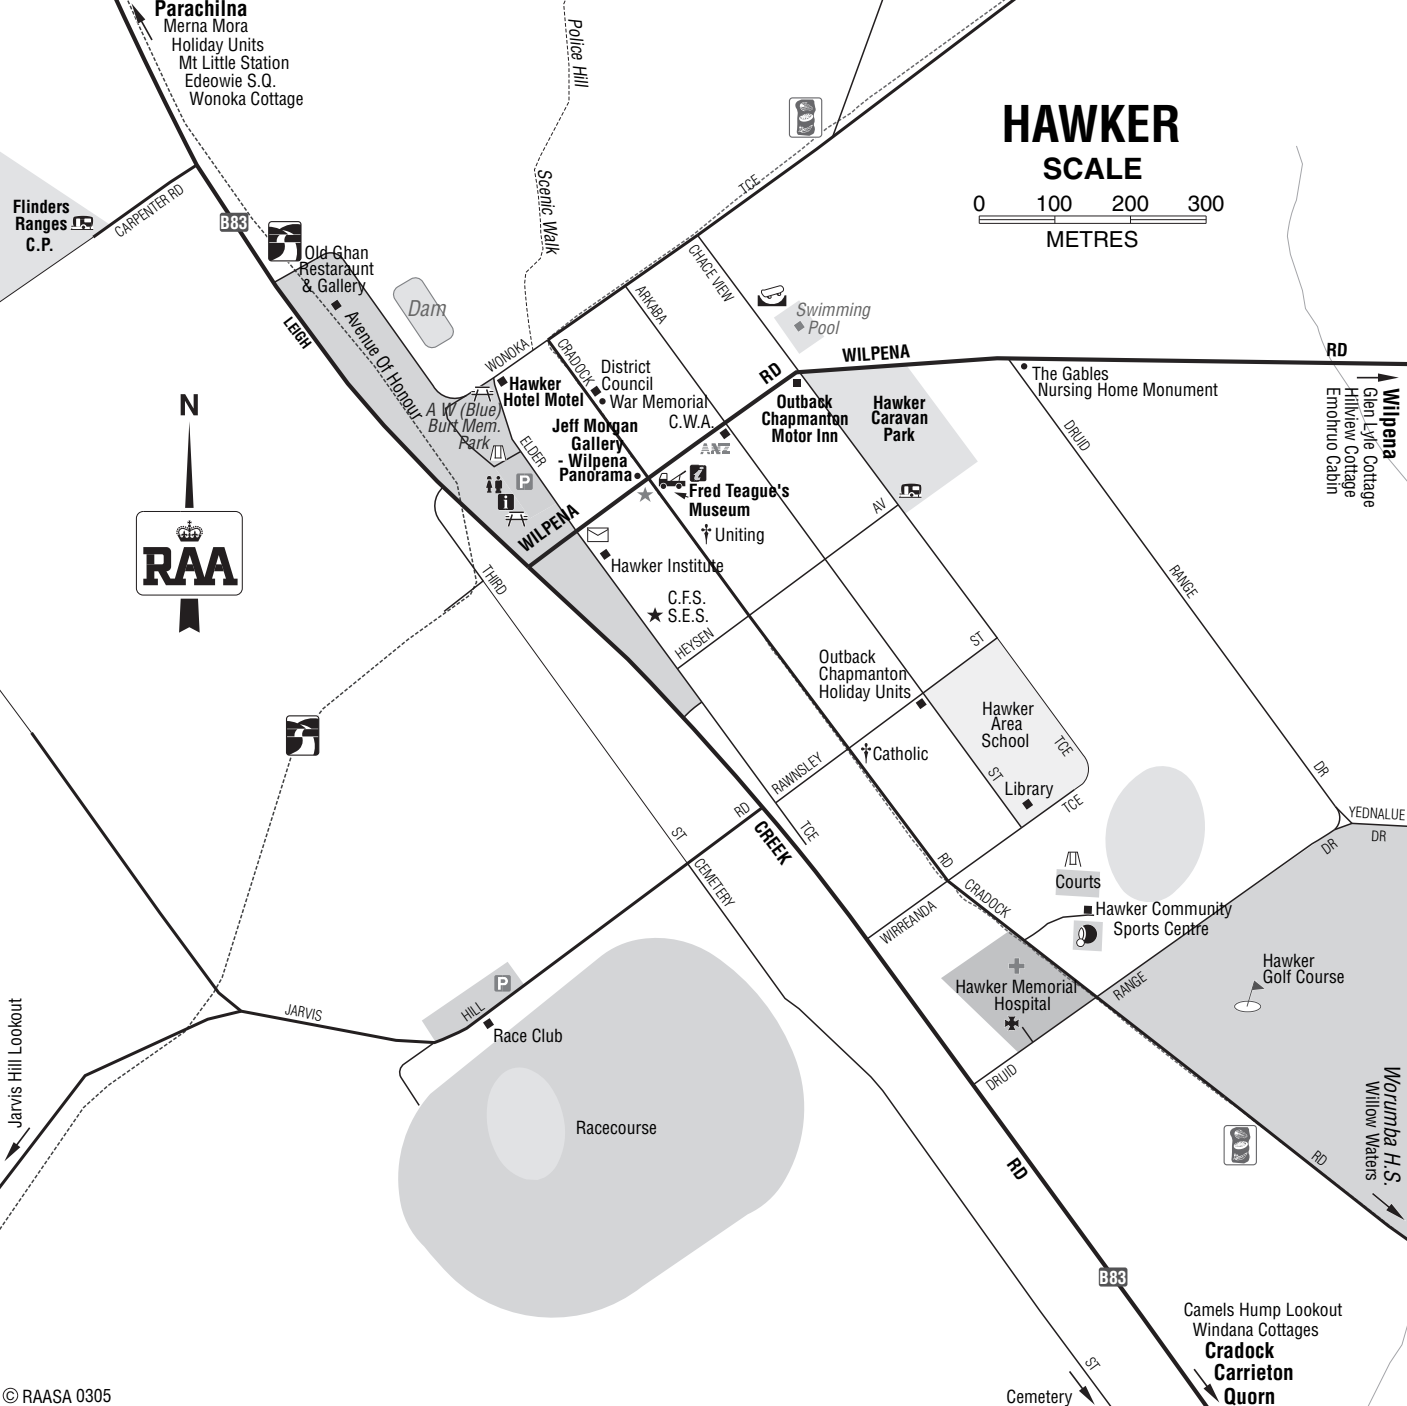 Parachilna
Merna Mora
Holiday Units
Mt Little Station
Edeowie S.Q.
Wonoka Cottage
Police Hill
Scenic Walk
HAWKER
SCALE
0 100 200 300
METRES
Flinders
Ranges
C.P.
CARPENTER RD
B83
Old Ghan
Restaraunt
& Gallery
LEIGH
Avenue Of Honour
Dam
TCE
WONOKA
CHACE VIEW
ARKABA
CRADOCK
Swimming
Pool
WILPENA
RD
RD
The Gables
Nursing Home Monument
Wilpena
Glen Lyle Cottage
Hillview Cottage
Emohruo Cabin
District
Council
War Memorial
C.W.A.
ANZ
Hawker
Hotel Motel
A W (Blue)
Burt Mem.
Park
ELDER
P
i
Jeff Morgan
Gallery
- Wilpena
Panorama
Outback
Chapmanton
Motor Inn
Hawker
Caravan
Park
i
Fred Teague's
Museum
Uniting
WILPENA
Hawker Institute
C.F.S.
S.E.S.
HEYSEN
AV
DRUID
RANGE
DR
N
RAA
THIRD
ST
Outback
Chapmanton
Holiday Units
ST
Hawker
Area
School
TCE
ST
Library
TCE
Catholic
RAWNSLEY
TCE
RD
CREEK
RD
CEMETERY
YEDNALUE
DR
DR
Courts
CRADOCK
WIRREANDA
Hawker Community
Sports Centre
Hawker Memorial
Hospital
RANGE
Hawker
Golf Course
DRUID
P
HILL
JARVIS
Race Club
Racecourse
Jarvis Hill Lookout
RD
RD
Worumba H.S.
Willow Waters
B83
Camels Hump Lookout
Windana Cottages
Cradock
Carrieton
Quorn
ST
Cemetery
© RAASA 0305